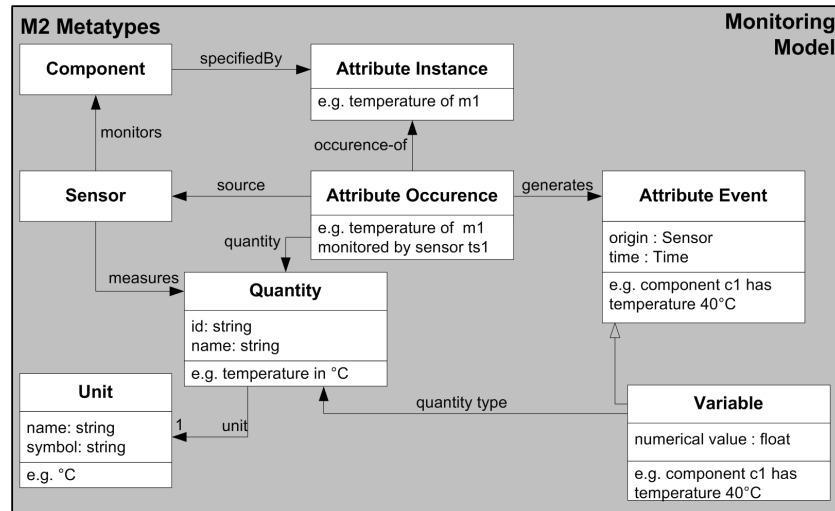 M2 Metatypes
Monitoring
Model
Component
specifiedBy
Attribute Instance
e.g. temperature of m1
monitors
occurence-of
Sensor
source
Attribute Occurence
generates
Attribute Event
e.g. temperature of m1
monitored by sensor ts1
origin : Sensor
time : Time
quantity
measures
Quantity
e.g. component c1 has
temperature 40°C
id: string
name: string
e.g. temperature in °C
Unit
quantity type
Variable
name: string
symbol: string
1
unit
numerical value : float
e.g. °C
e.g. component c1 has
temperature 40°C